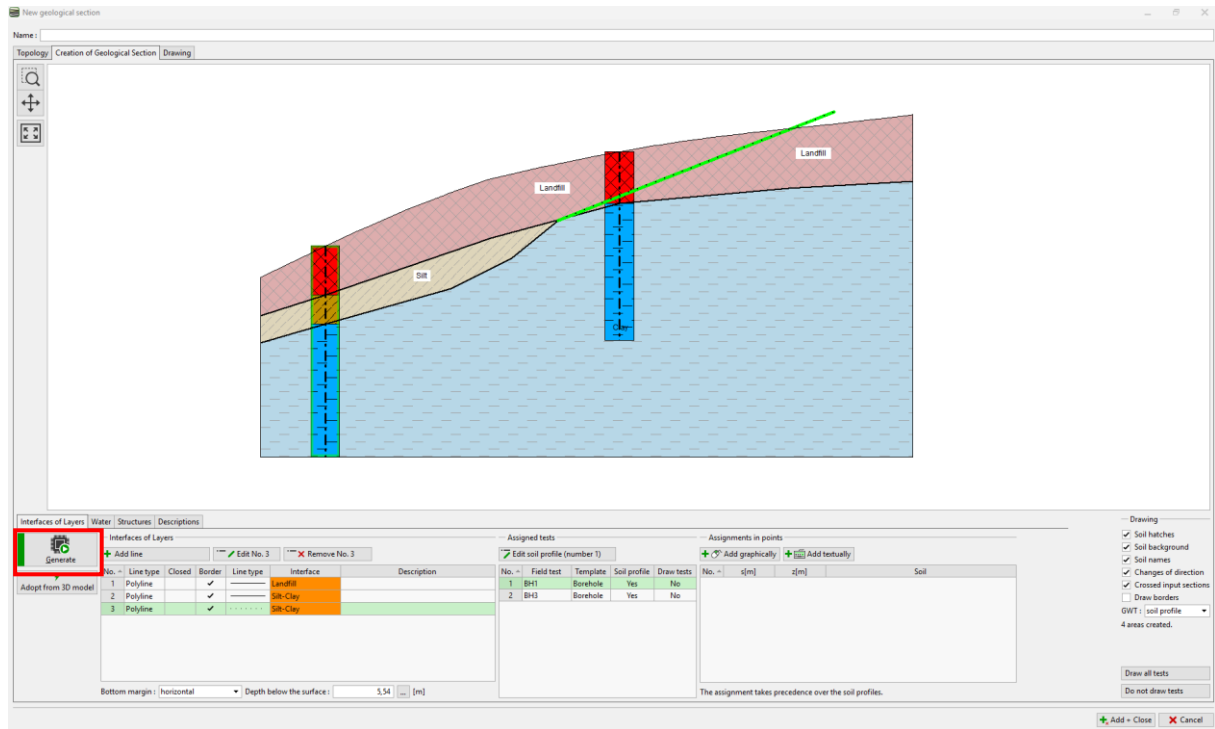 New geological section
Name :
Topology Creation of Geological Section Drawing
Landfill
Landfill
Silt
Clay
Interfaces of Layers Water Structures Descriptions
Generate
Adopt from 3D model
Interfaces of Layers
Add line Edit No. 3 Remove No. 3
No. Line type Closed Border Line type Interface Description
1 Polyline Landfill
2 Polyline Silt-Clay
3 Polyline Silt-Clay
Bottom margin : horizontal Depth below the surface : 5,54 ... [m]
Assigned tests
Edit soil profile (number 1)
No. Field test Template Soil profile Draw tests
1 BH1 Borehole Yes No
2 BH3 Borehole Yes No
Assignments in points
Add graphically Add textually
No. s[m] z[m] Soil
The assignment takes precedence over the soil profiles.
Drawing
Soil hatches
Soil background
Soil names
Changes of direction
Crossed input sections
Draw borders
GWT : soil profile
4 areas created.
Draw all tests
Do not draw tests
Add + Close Cancel